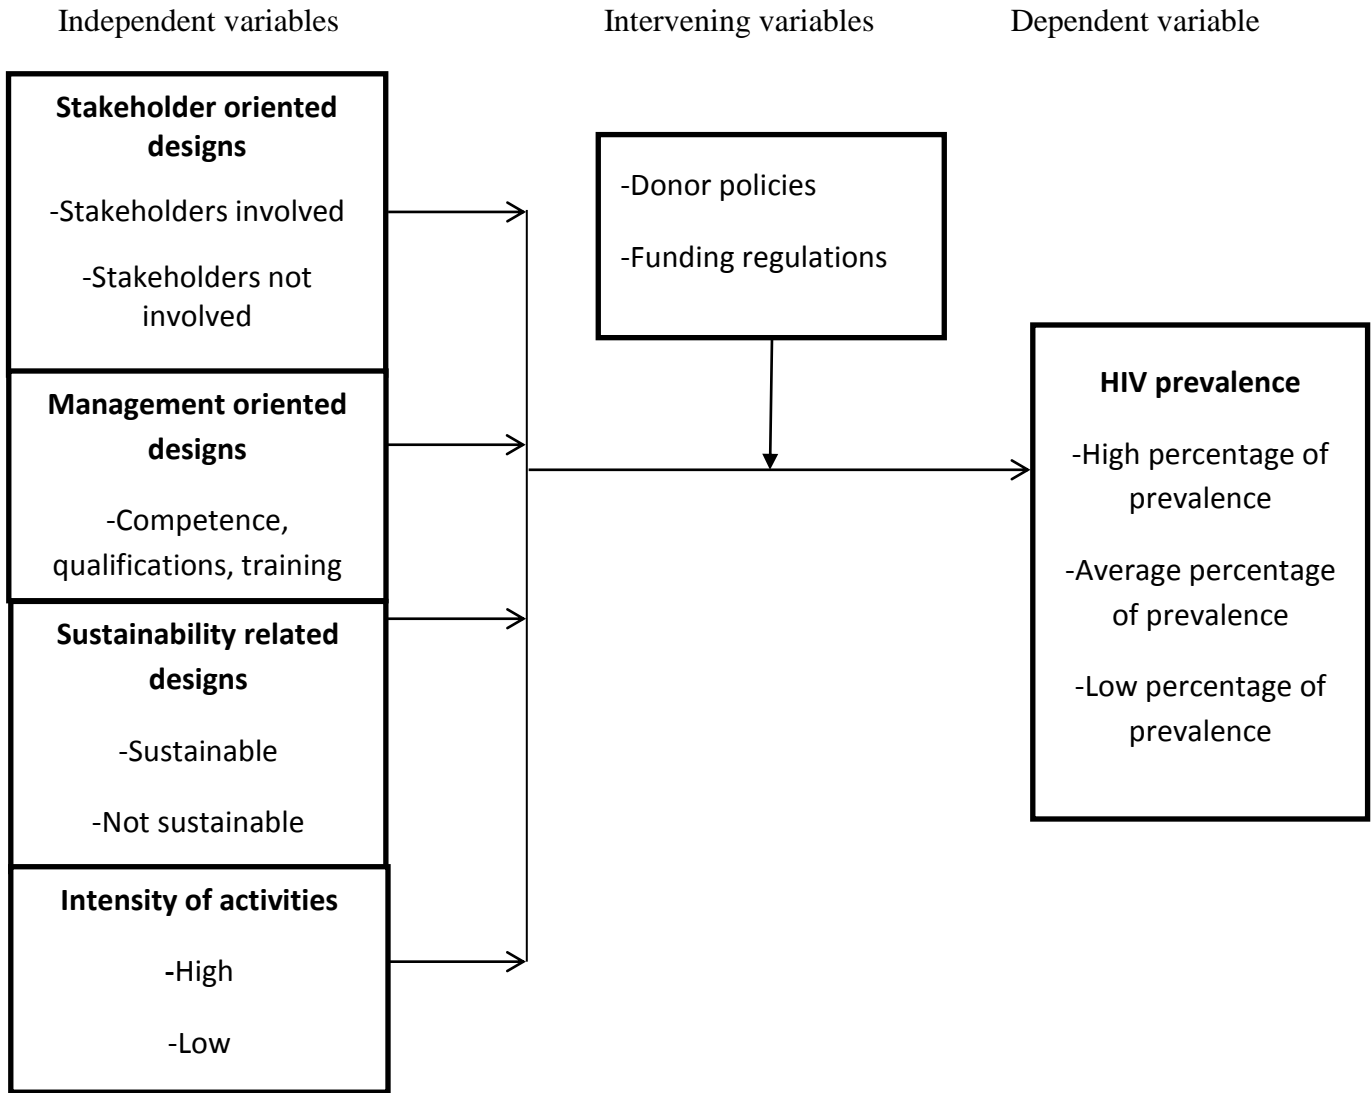 Independent variables
Intervening variables
Dependent variable
Stakeholder oriented
designs
-Stakeholders involved
-Stakeholders not
involved
Management oriented
designs
-Competence,
qualifications, training
Sustainability related
designs
-Sustainable
-Not sustainable
Intensity of activities
-High
-Low
-Donor policies
-Funding regulations
HIV prevalence
-High percentage of
prevalence
-Average percentage
of prevalence
-Low percentage of
prevalence